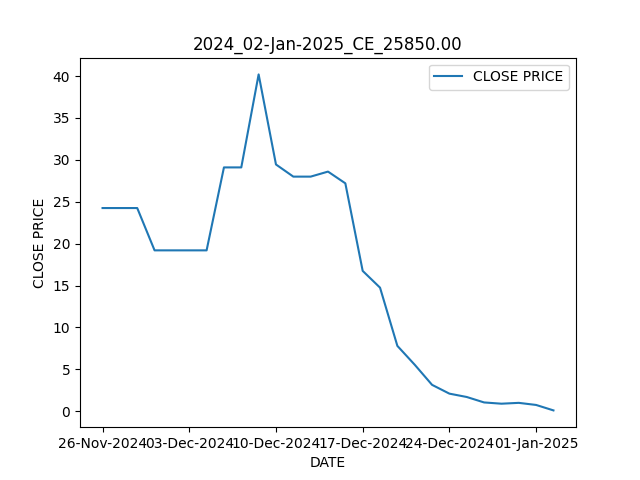 2024_02-Jan-2025_CE_25850.00
CLOSE PRICE
40
35
30
25
20
15
10
5
0
CLOSE PRICE
26-Nov-2024 03-Dec-2024 10-Dec-2024 17-Dec-2024 24-Dec-2024 01-Jan-2025
DATE